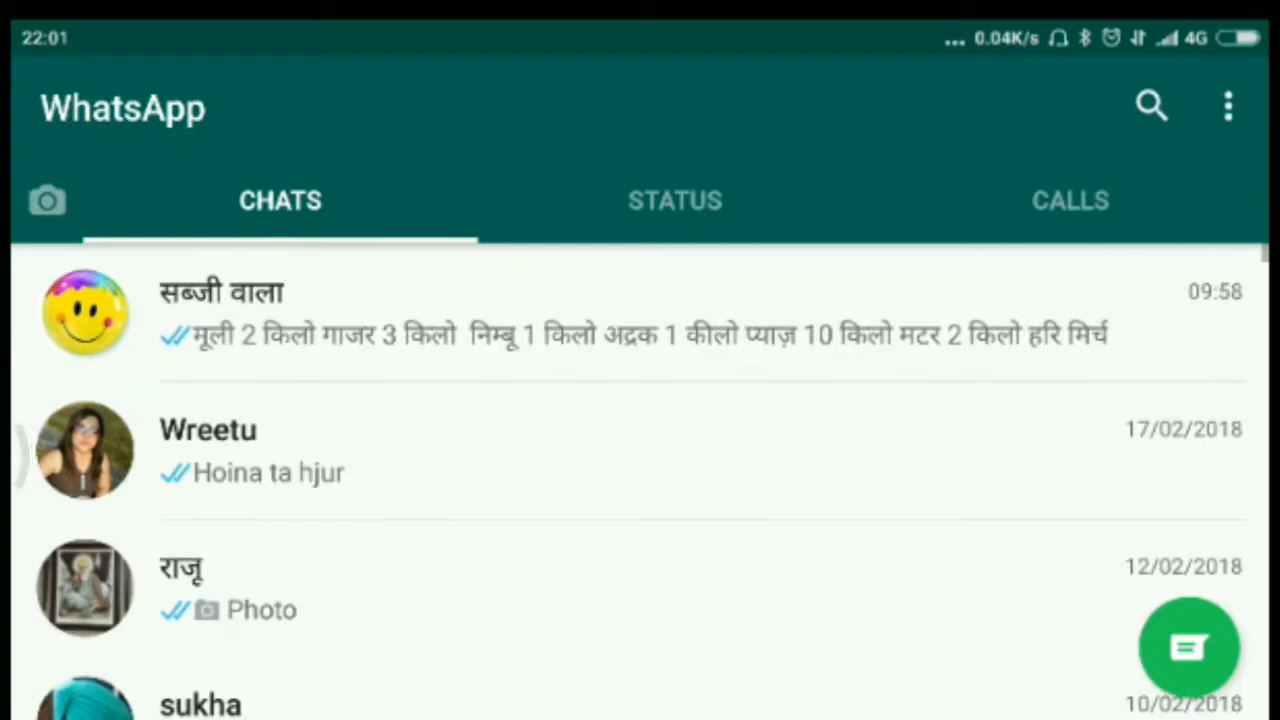 22:01
... 0.04K/s 4G
WhatsApp
CHATS STATUS CALLS
सब्जी वाला 09:58
मूली 2 किलो गाजर 3 किलो निम्बू 1 किलो अद्रक 1 कीलो प्याज़ 10 किलो मटर 2 किलो हरि मिर्च
Wreetu 17/02/2018
Hoina ta hjur
राजू 12/02/2018
Photo
sukha 10/02/2018